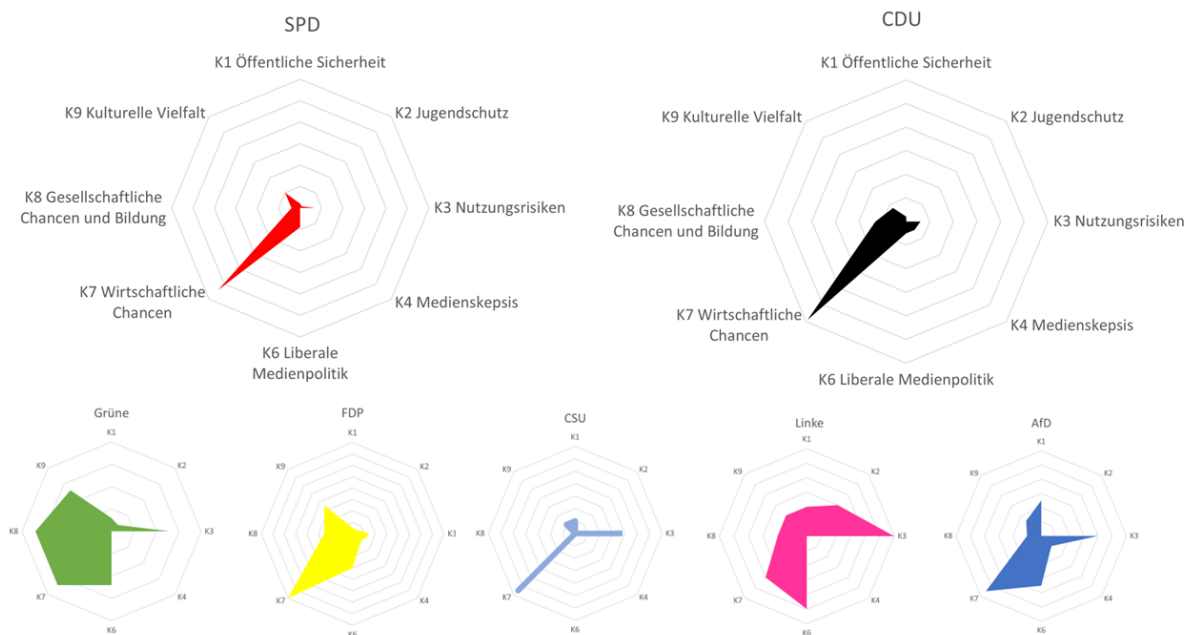 SPD
K1 Öffentliche Sicherheit
K2 Jugendschutz
K3 Nutzungsrisiken
K4 Medienskepsis
K6 Liberale
Medienpolitik
K7 Wirtschaftliche
Chancen
K8 Gesellschaftliche
Chancen und Bildung
K9 Kulturelle Vielfalt
CDU
K1 Öffentliche Sicherheit
K2 Jugendschutz
K3 Nutzungsrisiken
K4 Medienskepsis
K6 Liberale Medienpolitik
K7 Wirtschaftliche
Chancen
K8 Gesellschaftliche
Chancen und Bildung
K9 Kulturelle Vielfalt
Grüne
K1
K2
K3
K4
K6
K7
K8
K9
FDP
K1
K2
K3
K4
K6
K7
K8
K9
CSU
K1
K2
K3
K4
K6
K7
K8
K9
Linke
K1
K2
K3
K4
K6
K7
K8
K9
AfD
K1
K2
K3
K4
K6
K7
K8
K9